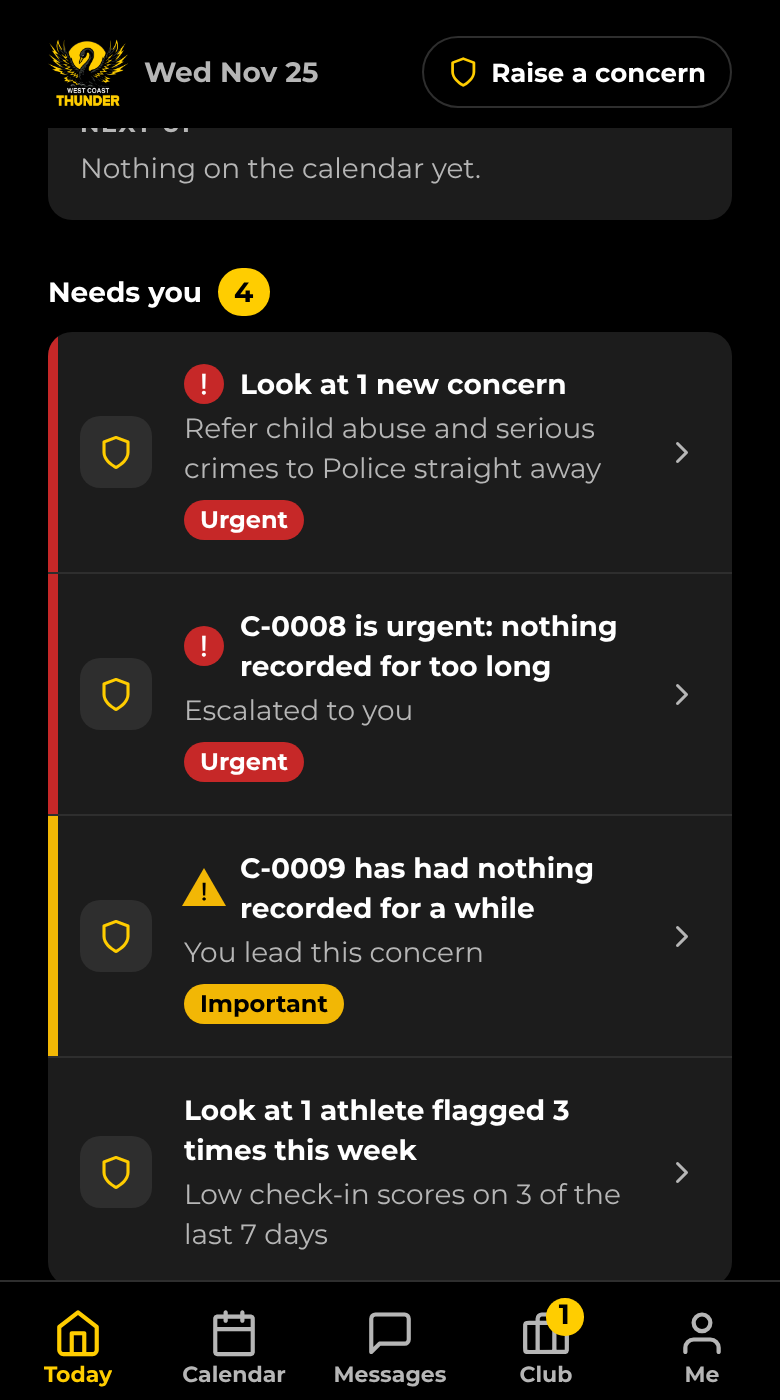 WEST COAST
THUNDER
Wed Nov 25
Raise a concern
Nothing on the calendar yet.
Needs you 4
! Look at 1 new concern
Refer child abuse and serious
crimes to Police straight away
Urgent
! C-0008 is urgent: nothing
recorded for too long
Escalated to you
Urgent
! C-0009 has had nothing
recorded for a while
You lead this concern
Important
Look at 1 athlete flagged 3
times this week
Low check-in scores on 3 of the
last 7 days
1
Today Calendar Messages Club Me